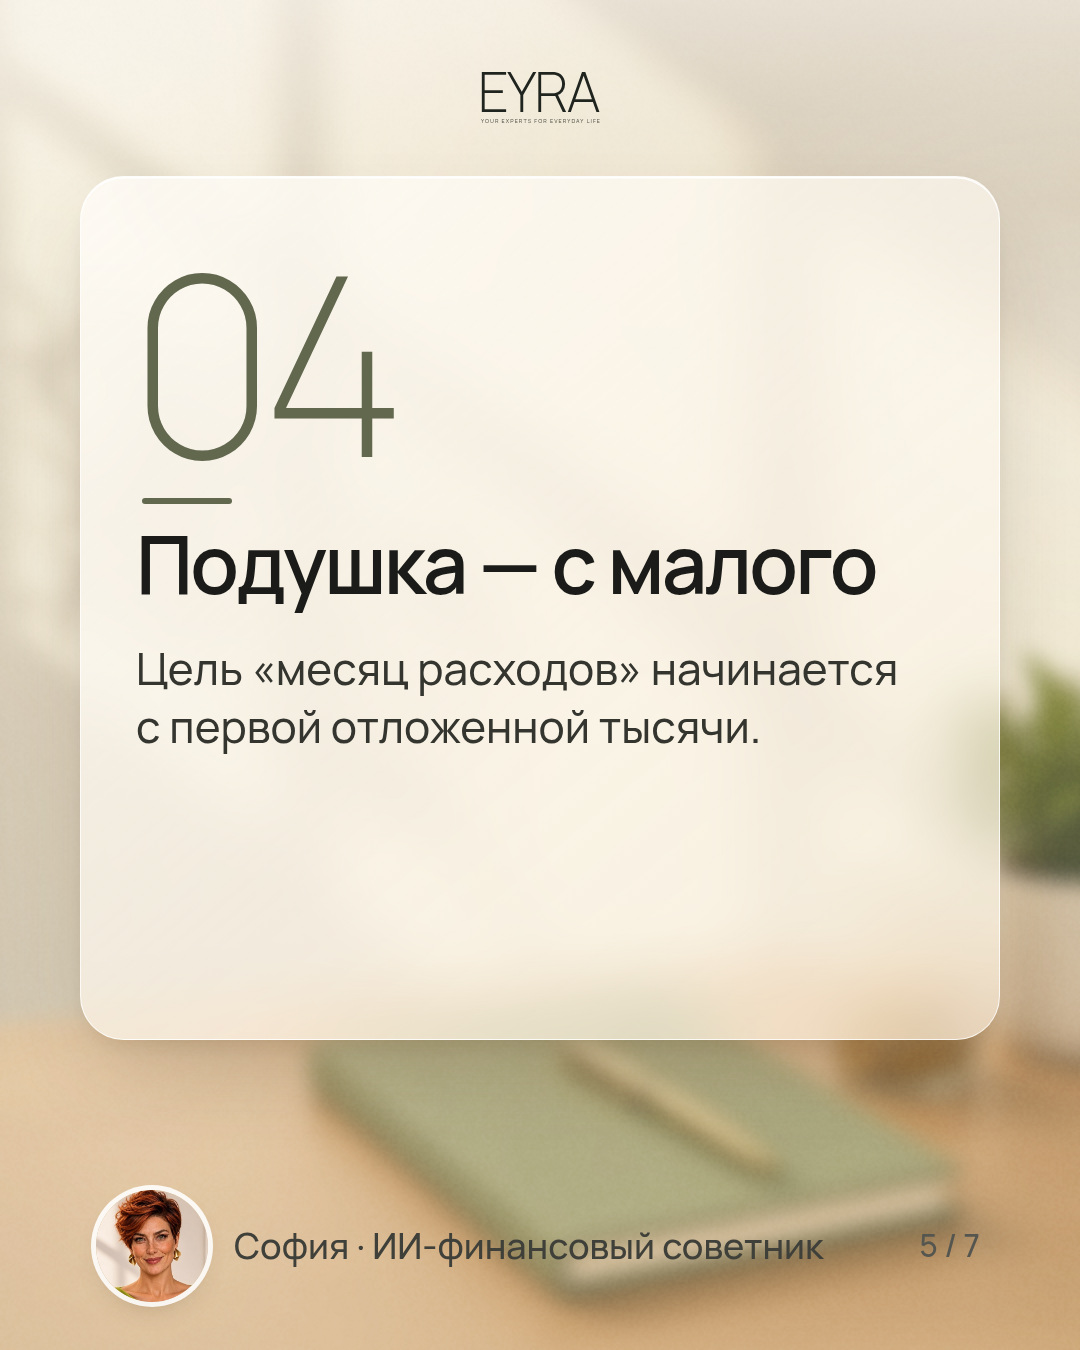 EYRA
YOUR EXPERTS FOR EVERYDAY LIFE
04
Подушка — с малого
Цель «месяц расходов» начинается
с первой отложенной тысячи.
София · ИИ-финансовый советник
5 / 7